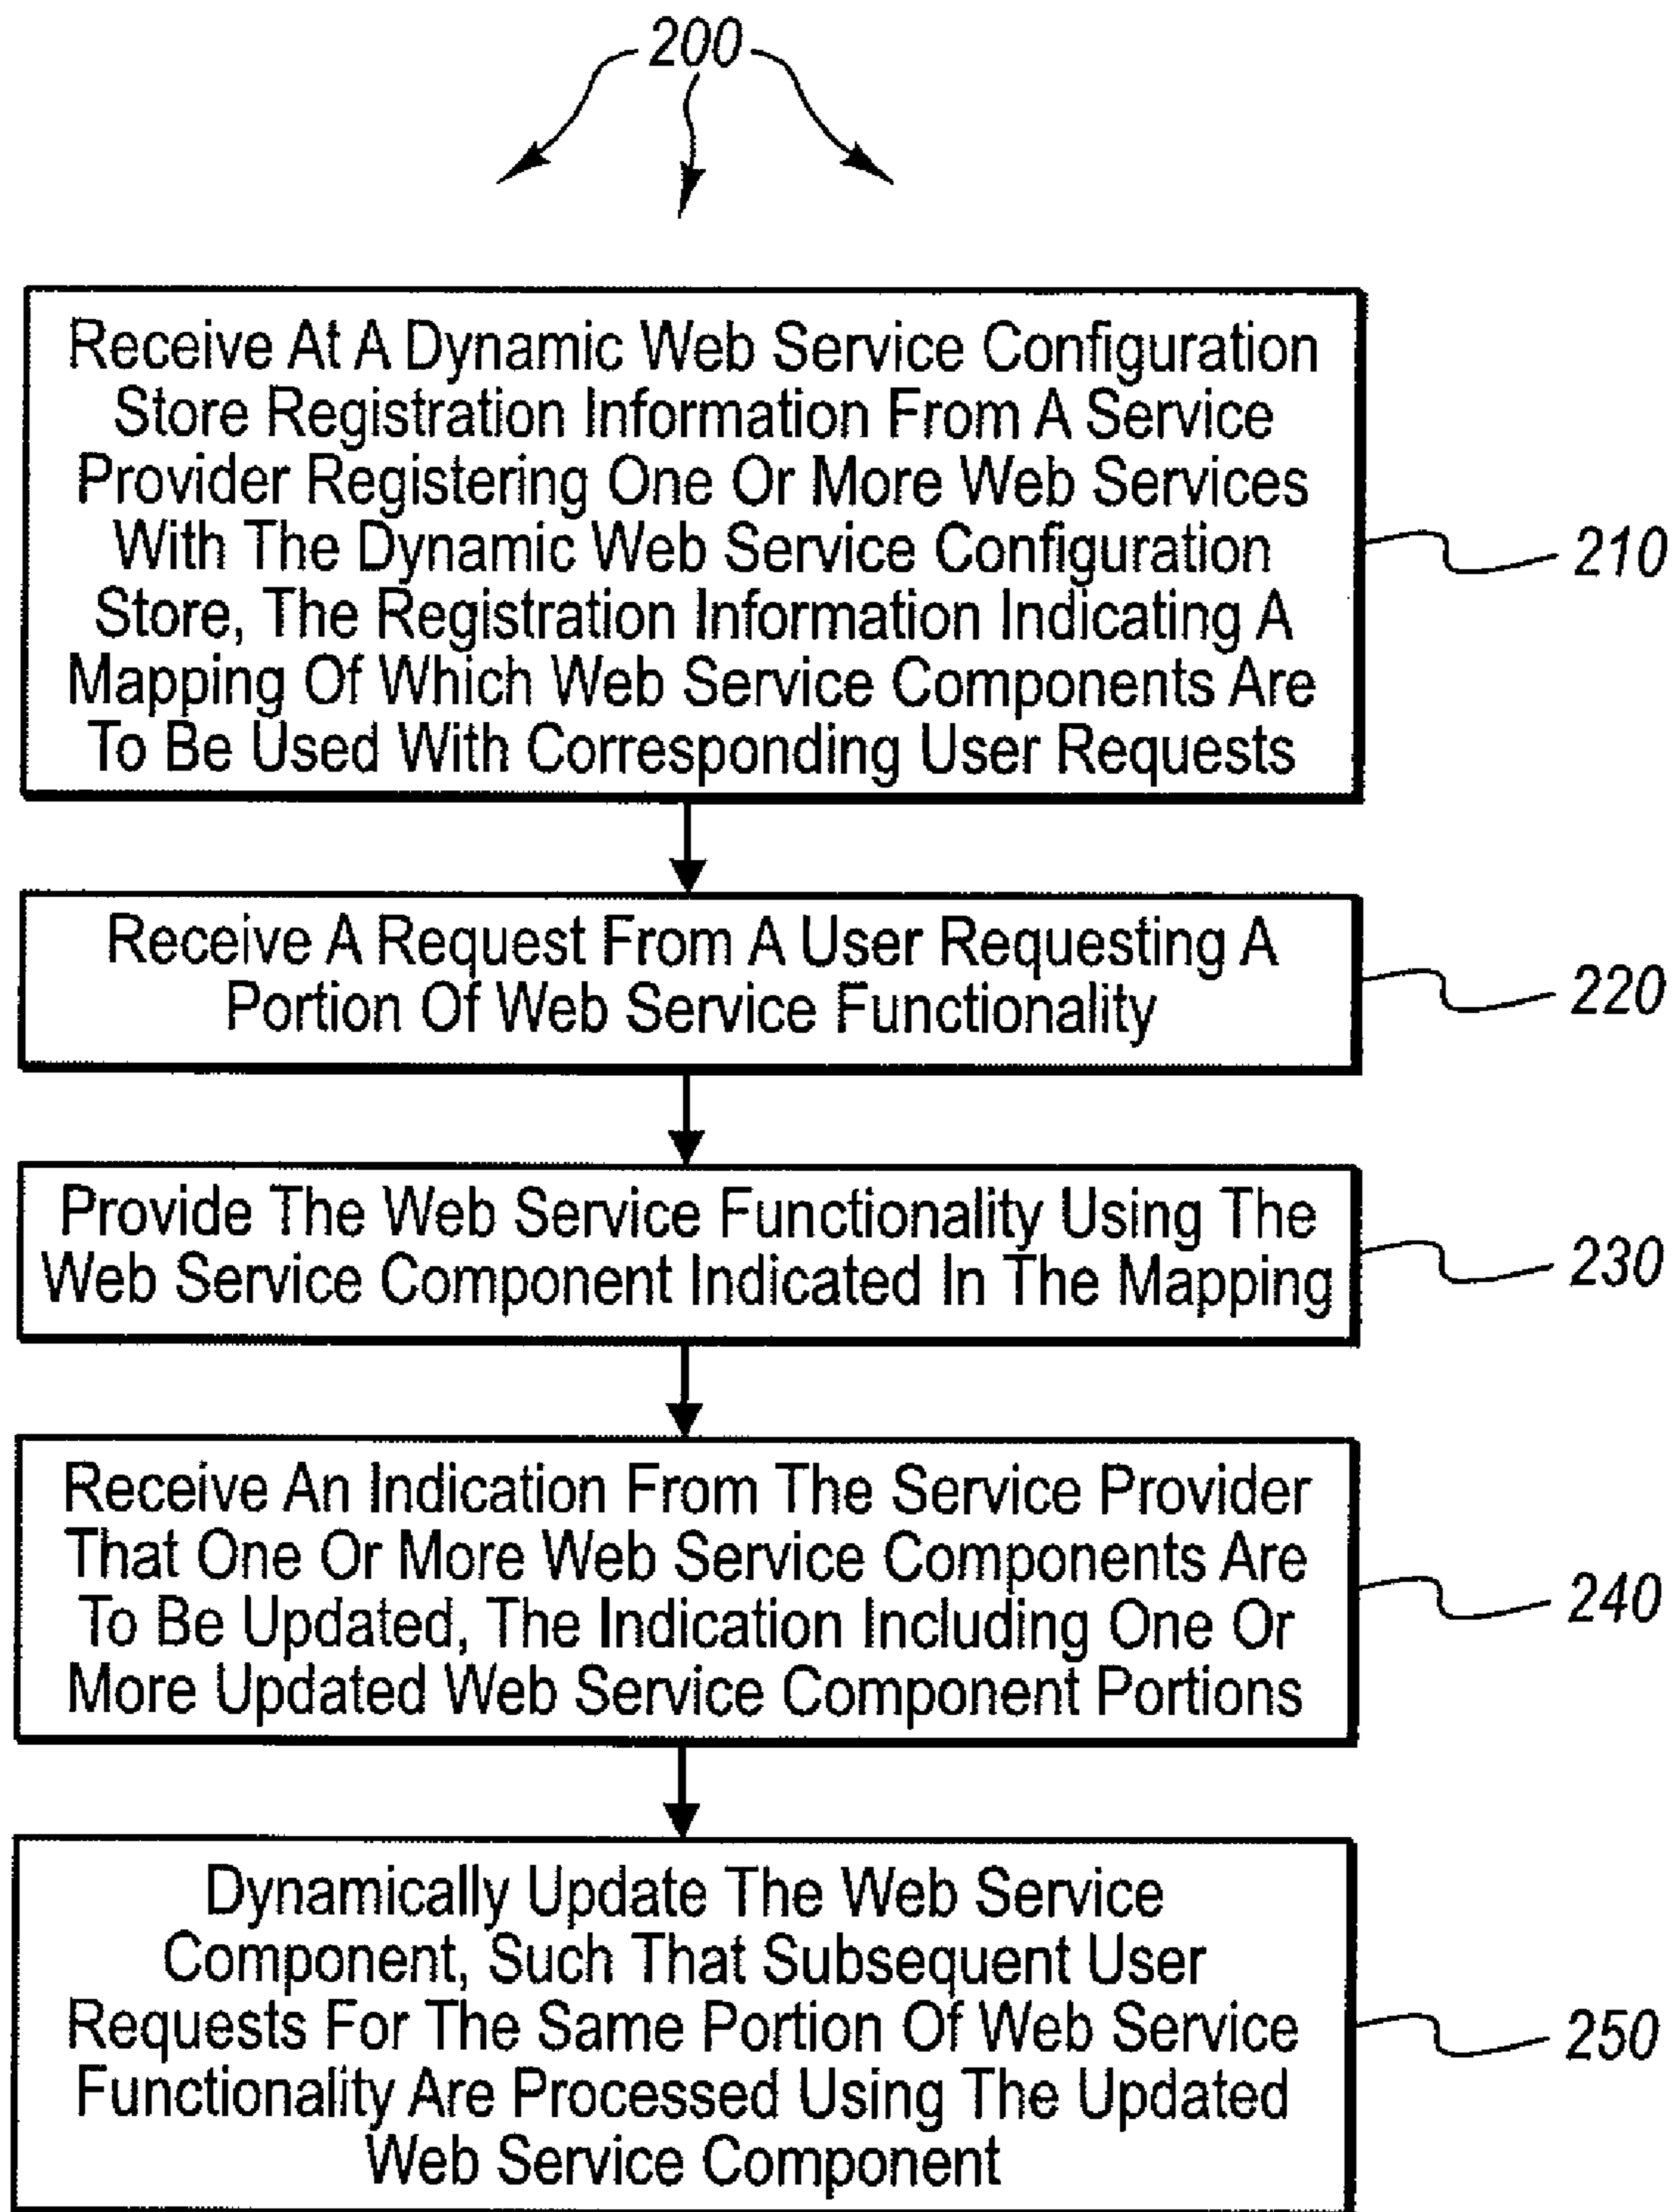 200
Receive At A Dynamic Web Service Configuration
Store Registration Information From A Service
Provider Registering One Or More Web Services
With The Dynamic Web Service Configuration
Store, The Registration Information Indicating A
Mapping Of Which Web Service Components Are
To Be Used With Corresponding User Requests
210
Receive A Request From A User Requesting A
Portion Of Web Service Functionality
220
Provide The Web Service Functionality Using The
Web Service Component Indicated In The Mapping
230
Receive An Indication From The Service Provider
That One Or More Web Service Components Are
To Be Updated, The Indication Including One Or
More Updated Web Service Component Portions
240
Dynamically Update The Web Service
Component, Such That Subsequent User
Requests For The Same Portion Of Web Service
Functionality Are Processed Using The Updated
Web Service Component
250